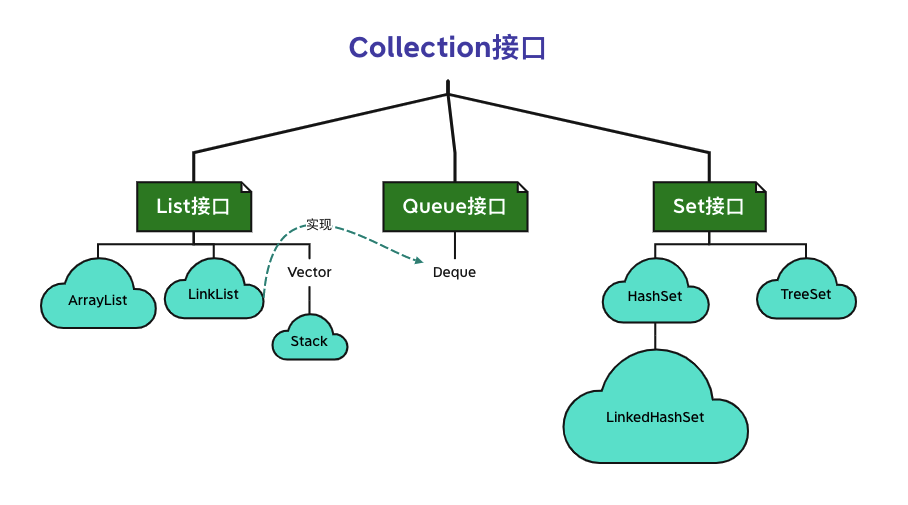 Collection接口
List接口
Queue接口
Set接口
实现
ArrayList
LinkList
Vector
Deque
HashSet
TreeSet
Stack
LinkedHashSet